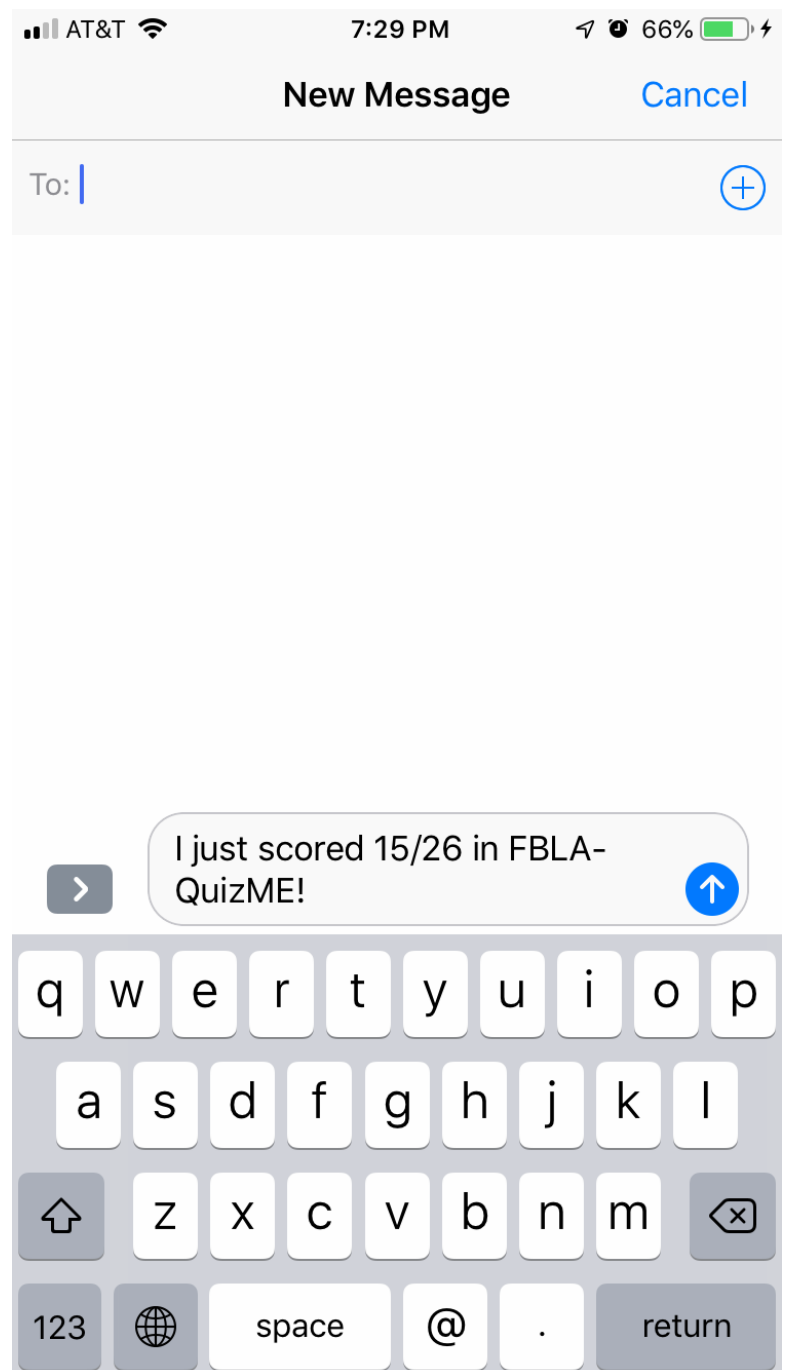 AT&T 7:29 PM 66%
New Message Cancel
To:
I just scored 15/26 in FBLA-
QuizME!
q w e r t y u i o p
a s d f g h j k l
z x c v b n m
123 space @ . return